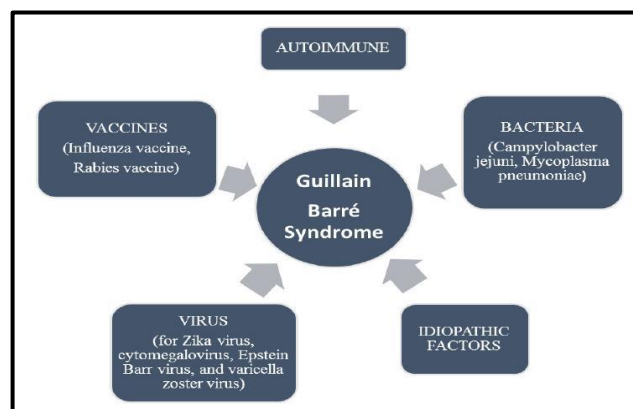 AUTOIMMUNE
VACCINES
(Influenza vaccine,
Rabies vaccine)
BACTERIA
(Campylobacter
jejuni, Mycoplasma
pneumoniae)
Guillain
Barré
Syndrome
VIRUS
(for Zika virus,
cytomegalovirus, Epstein
Barr virus, and varicella
zoster virus)
IDIOPATHIC
FACTORS